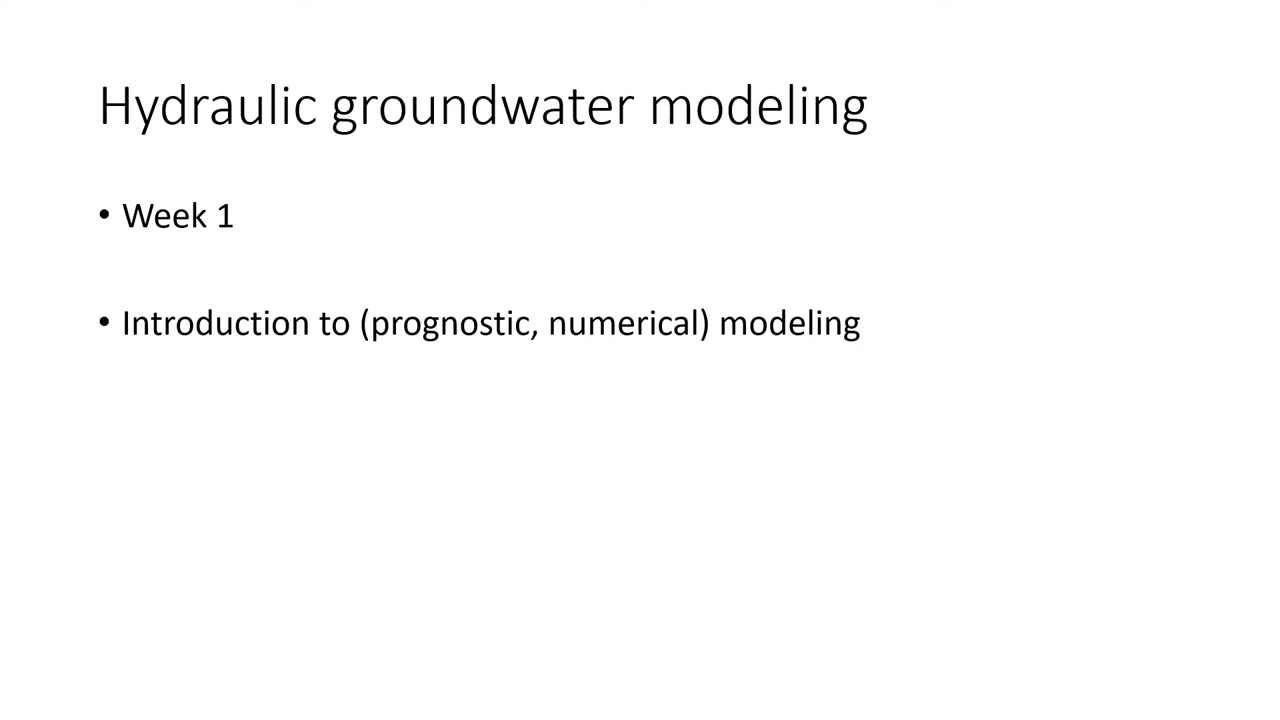 Hydraulic groundwater modeling
• Week 1
• Introduction to (prognostic, numerical) modeling